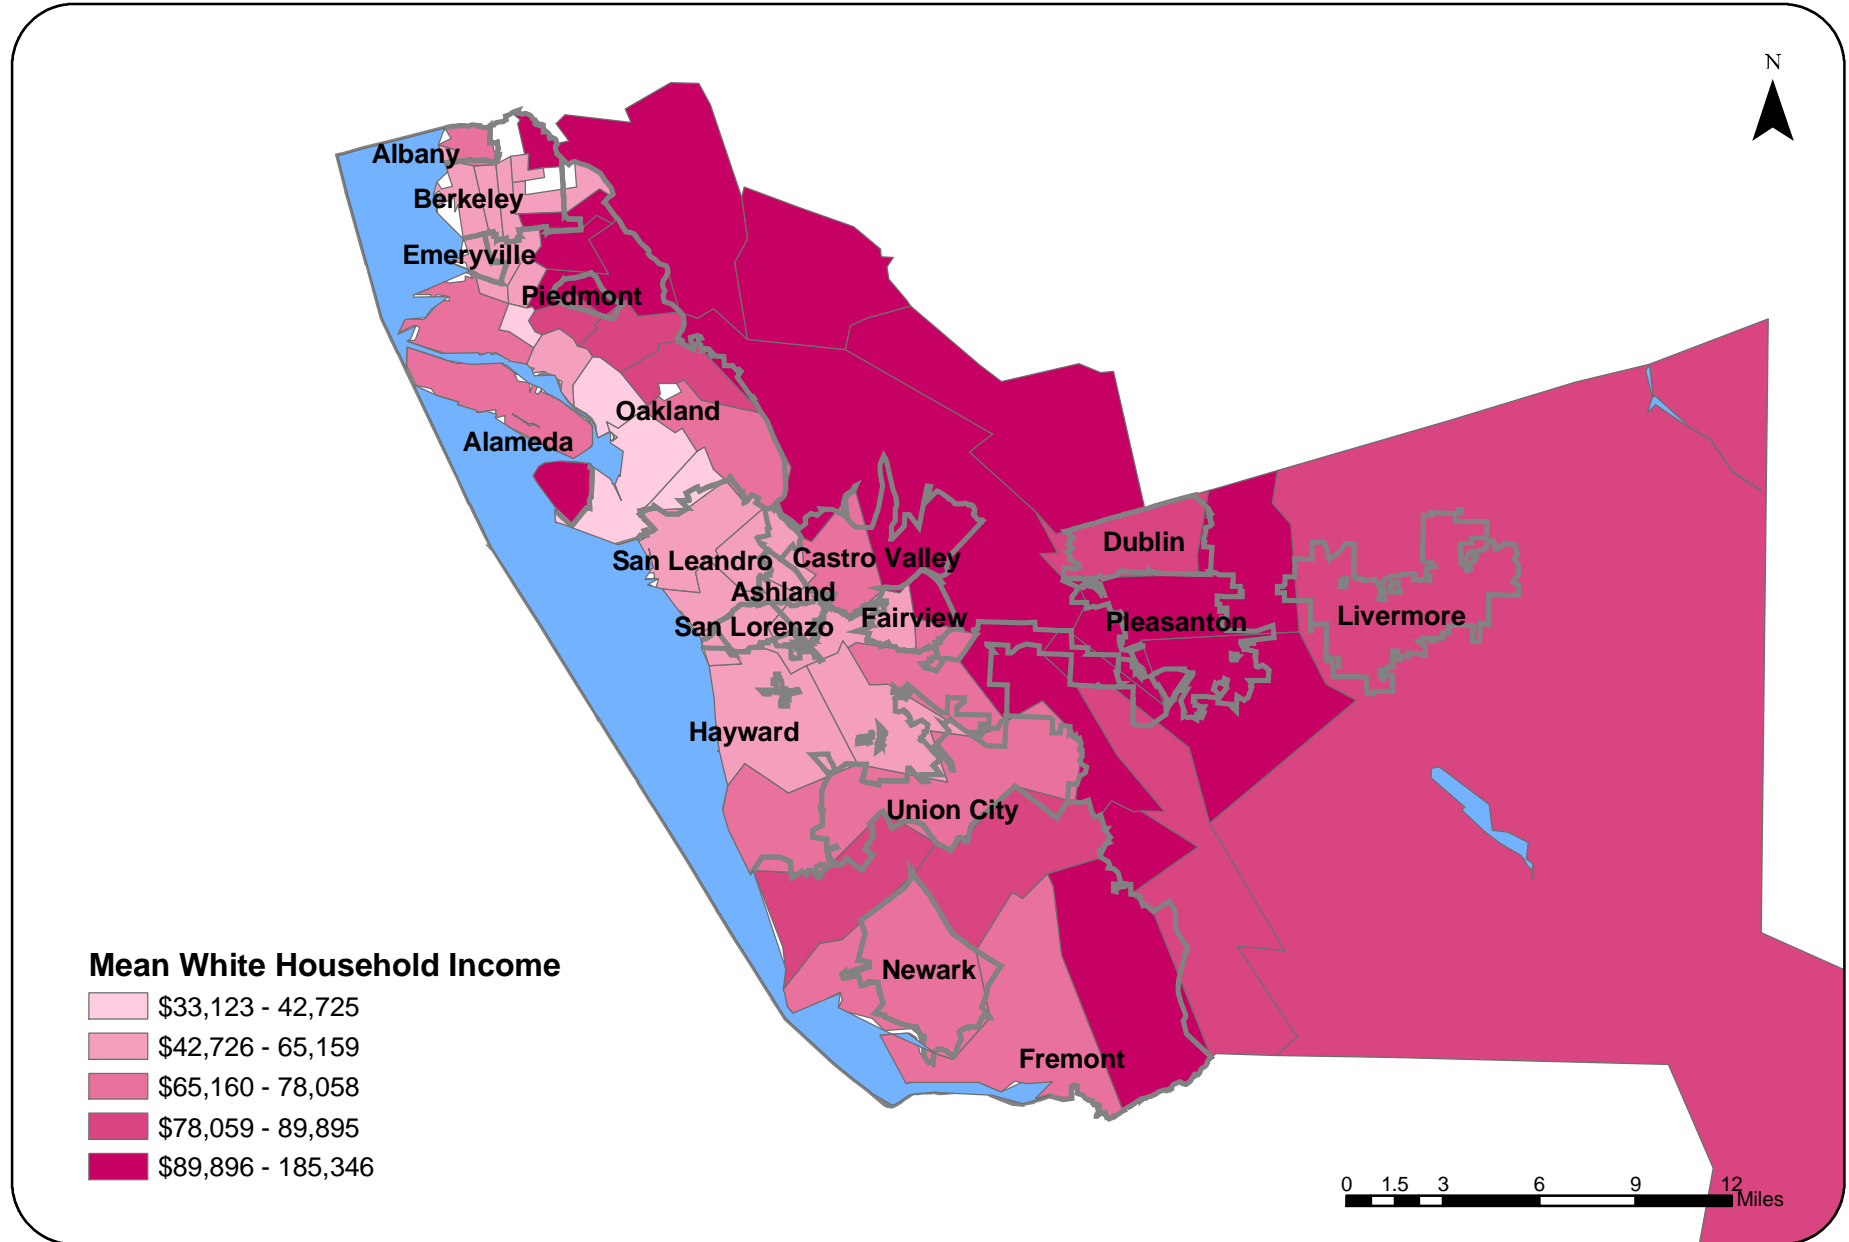 N
Albany
Berkeley
Emeryville
Piedmont
Oakland
Alameda
Dublin
San Leandro
Castro Valley
Ashland
Fairview
Pleasanton
Livermore
San Lorenzo
Hayward
Union City
Newark
Fremont
Mean White Household Income
$33,123 - 42,725
$42,726 - 65,159
$65,160 - 78,058
$78,059 - 89,895
$89,896 - 185,346
0 1.5 3 6 9 12
Miles